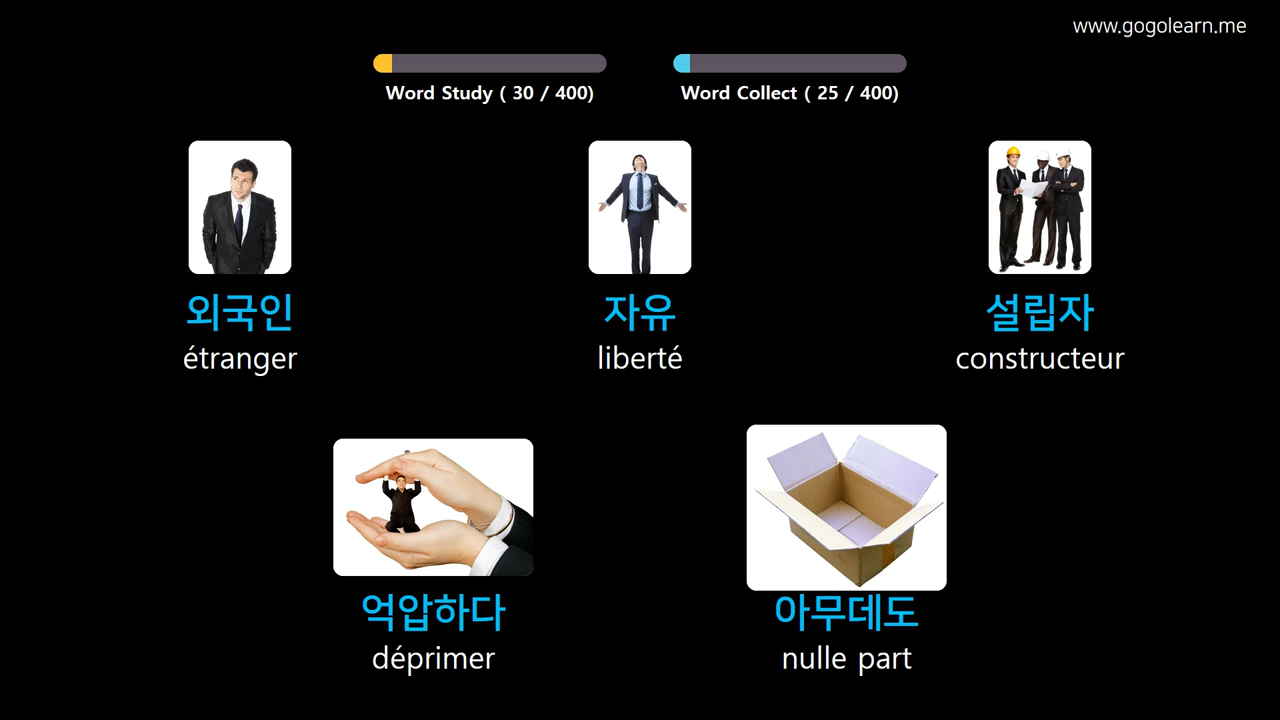 www.gogolearn.me
Word Study ( 30 / 400)
Word Collect ( 25 / 400)
외국인
étranger
자유
liberté
설립자
constructeur
억압하다
déprimer
아무데도
nulle part